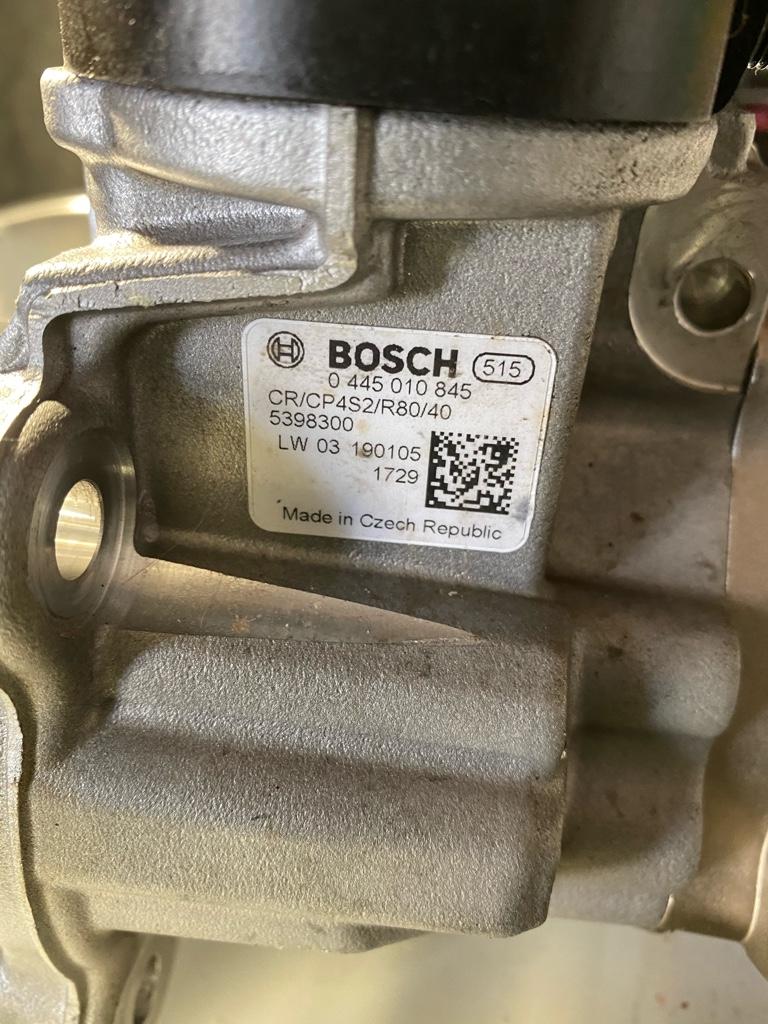 BOSCH 515
0 445 010 845
CR/CP4S2/R80/40
5398300
LW 03 190105
1729
Made in Czech Republic